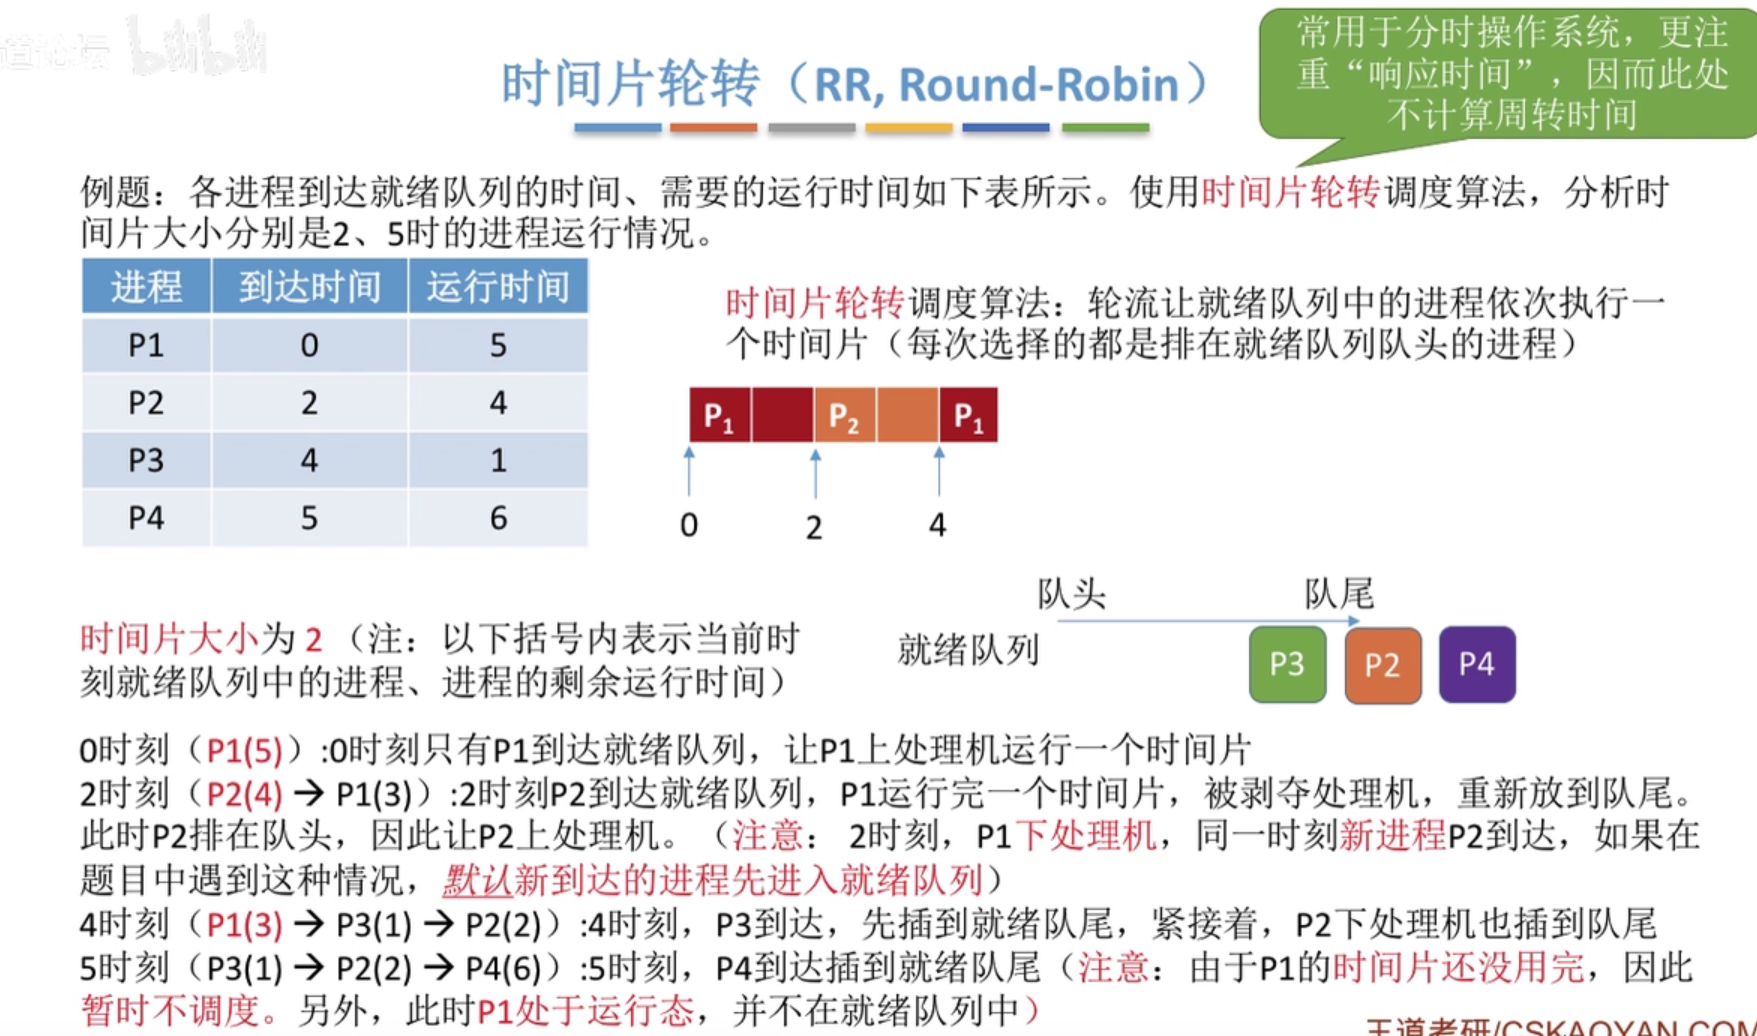 常用于分时操作系统，更注
重“响应时间”，因而此处
不计算周转时间
时间片轮转（RR, Round-Robin）
例题：各进程到达就绪队列的时间、需要的运行时间如下表所示。使用时间片轮转调度算法，分析时
间片大小分别是2、5时的进程运行情况。
进程 到达时间 运行时间
P1 0 5
P2 2 4
P3 4 1
P4 5 6
时间片轮转调度算法：轮流让就绪队列中的进程依次执行一
个时间片（每次选择的都是排在就绪队列队头的进程）
P1 P2 P1
0 2 4
队头 队尾
就绪队列
P3 P2 P4
时间片大小为 2 （注：以下括号内表示当前时
刻就绪队列中的进程、进程的剩余运行时间）
0时刻（P1(5)）:0时刻只有P1到达就绪队列，让P1上处理机运行一个时间片
2时刻（P2(4) → P1(3)）:2时刻P2到达就绪队列，P1运行完一个时间片，被剥夺处理机，重新放到队尾。
此时P2排在队头，因此让P2上处理机。（注意： 2时刻，P1下处理机，同一时刻新进程P2到达，如果在
题目中遇到这种情况，默认新到达的进程先进入就绪队列）
4时刻（P1(3) → P3(1) → P2(2)）:4时刻，P3到达，先插到就绪队尾，紧接着，P2下处理机也插到队尾
5时刻（P3(1) → P2(2) → P4(6)）:5时刻，P4到达插到就绪队尾（注意：由于P1的时间片还没用完，因此
暂时不调度。另外，此时P1处于运行态，并不在就绪队列中）
王道考研/CSKAOYAN.COM
道论坛 bilibili